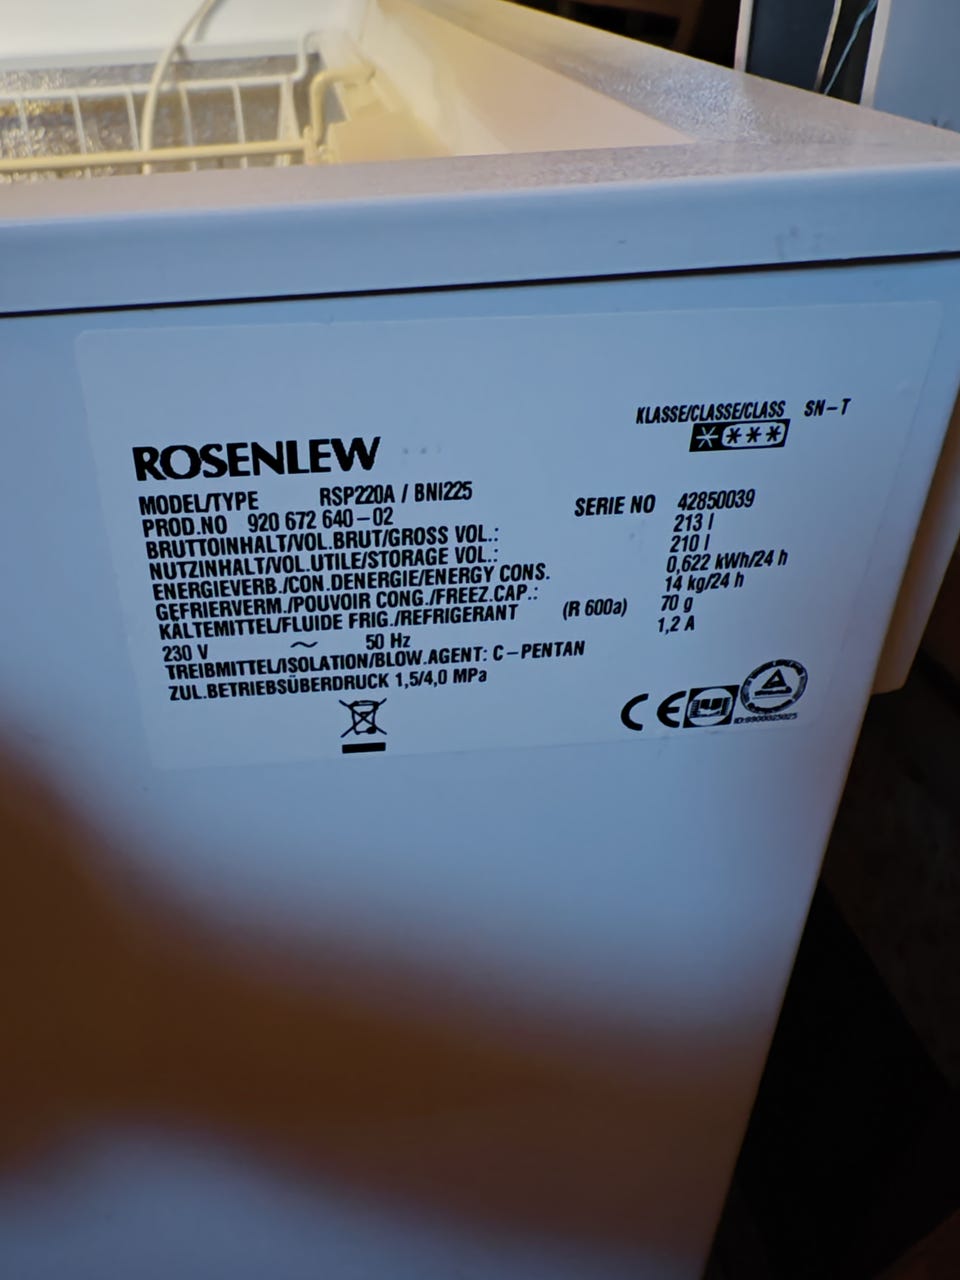 KLASSE/CLASSE/CLASS SN-T
ROSENLEW
MODEL/TYPE RSP220A / BNI225
PROD.NO 920 672 640-02 SERIE NO 42850039
BRUTTOINHALT/VOL.BRUT/GROSS VOL.: 213 l
NUTZINHALT/VOL.UTILE/STORAGE VOL.: 210 l
ENERGIEVERB./CON.DENERGIE/ENERGY CONS. 0,622 kWh/24 h
GEFRIERVERM./POUVOIR CONG./FREEZ.CAP.: 14 kg/24 h
KÄLTEMITTEL/FLUIDE FRIG./REFRIGERANT (R 600a) 70 g
230 V ~ 50 Hz 1,2 A
TREIBMITTEL/ISOLATION/BLOW.AGENT: C-PENTAN
ZUL.BETRIEBSÜBERDRUCK 1,5/4,0 MPa
CE